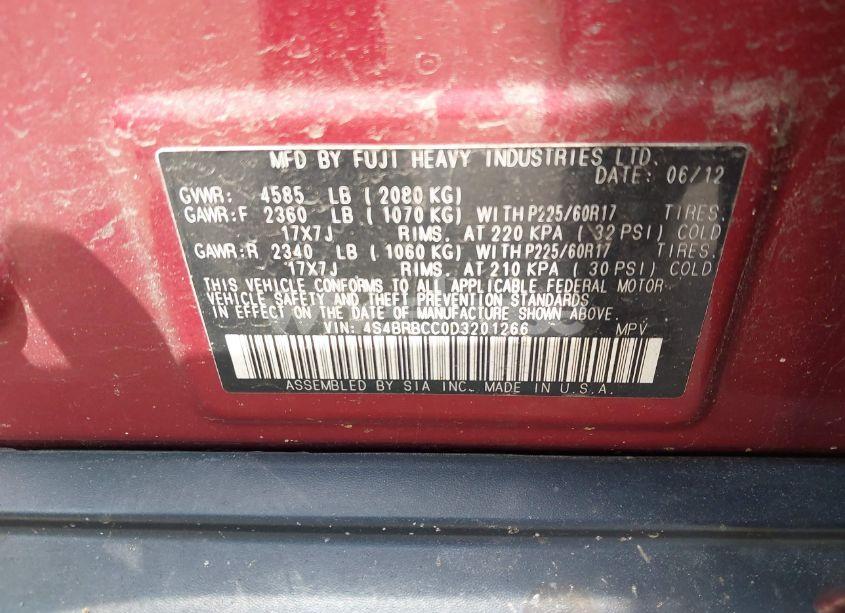 MFD BY FUJI HEAVY INDUSTRIES LTD.
DATE: 06/12
GVWR: 4585 LB ( 2080 KG)
GAWR:F 2360 LB ( 1070 KG) WITH P225/60R17 TIRES.
17X7J RIMS. AT 220 KPA ( 32 PSI) COLD
GAWR:R 2340 LB ( 1060 KG) WITH P225/60R17 TIRES.
17X7J RIMS. AT 210 KPA ( 30 PSI) COLD
THIS VEHICLE CONFORMS TO ALL APPLICABLE FEDERAL MOTOR
VEHICLE SAFETY AND THEFT PREVENTION STANDARDS
IN EFFECT ON THE DATE OF MANUFACTURE SHOWN ABOVE.
VIN: 4S4BRBCC0D3201266 MPV
ASSEMBLED BY SIA INC. MADE IN U.S.A.